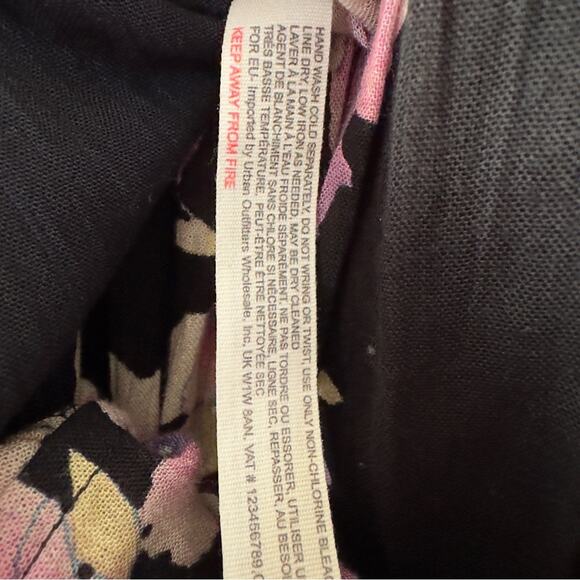 HAND WASH COLD SEPARATELY, DO NOT WRING OR TWIST, USE ONLY NON-CHLORINE BLEAC
LINE DRY, LOW IRON AS NEEDED, MAY BE DRY CLEANED
LAVER À LA MAIN À L'EAU FROIDE SÉPARÉMENT, NE PAS TORDRE OU ESSORER, UTILISER U
AGENT DE BLANCHIMENT SANS CHLORE SI NÉCESSAIRE, LIGNE SEC, REPASSER, AU BESO
TRÈS BASSE TEMPÉRATURE, PEUT-ÊTRE ÊTRE NETTOYÉE SEC
FOR EU- Imported by Urban Outfitters Wholesale, Inc, UK W1W 8AN, VAT # 123456789,
KEEP AWAY FROM FIRE